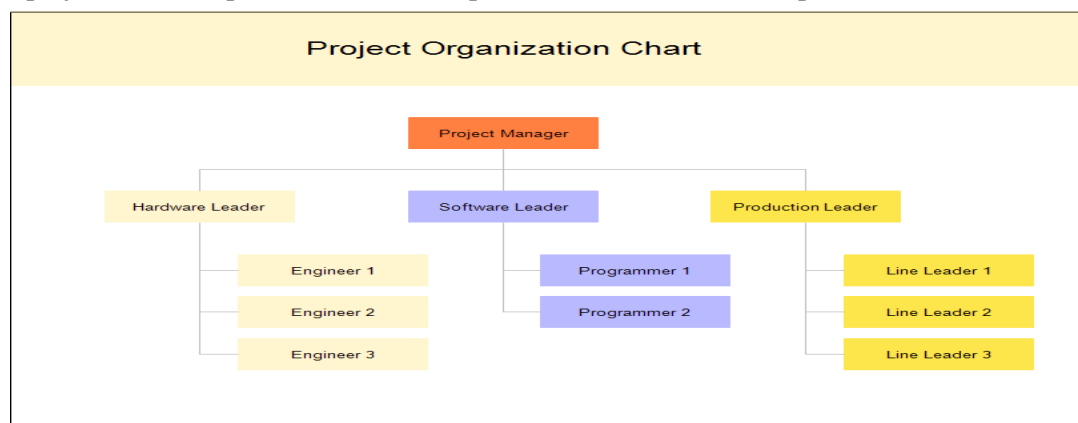 Project Organization Chart
Project Manager
Hardware Leader
Software Leader
Production Leader
Engineer 1
Programmer 1
Line Leader 1
Engineer 2
Programmer 2
Line Leader 2
Engineer 3
Line Leader 3